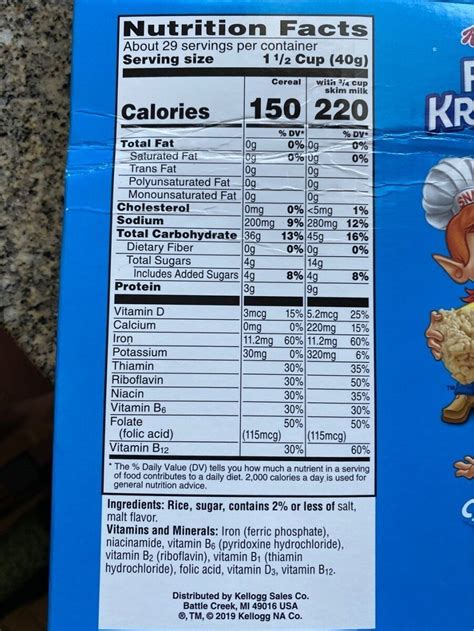 Nutrition Facts
About 29 servings per container
Serving size 1 1/2 Cup (40g)
Cereal with 3/4 cup skim milk
Calories 150 220
% DV* % DV*
Total Fat 0g 0% 0g 0%
Saturated Fat 0g 0% 0g 0%
Trans Fat 0g 0g
Polyunsaturated Fat 0g 0g
Monounsaturated Fat 0g 0g
Cholesterol 0mg 0% <5mg 1%
Sodium 200mg 9% 280mg 12%
Total Carbohydrate 36g 13% 45g 16%
Dietary Fiber 0g 0% 0g 0%
Total Sugars 4g 14g
Includes Added Sugars 4g 8% 4g 8%
Protein 3g 9g
Vitamin D 3mcg 15% 5.2mcg 25%
Calcium 0mg 0% 220mg 15%
Iron 11.2mg 60% 11.2mg 60%
Potassium 30mg 0% 320mg 6%
Thiamin 30% 35%
Riboflavin 30% 50%
Niacin 30% 35%
Vitamin B6 30% 30%
Folate 50% 50%
(folic acid) (115mcg) (115mcg)
Vitamin B12 30% 60%
* The % Daily Value (DV) tells you how much a nutrient in a serving
of food contributes to a daily diet. 2,000 calories a day is used for
general nutrition advice.
Ingredients: Rice, sugar, contains 2% or less of salt,
malt flavor.
Vitamins and Minerals: Iron (ferric phosphate),
niacinamide, vitamin B6 (pyridoxine hydrochloride),
vitamin B2 (riboflavin), vitamin B1 (thiamin
hydrochloride), folic acid, vitamin D3, vitamin B12.
Distributed by Kellogg Sales Co.
Battle Creek, MI 49016 USA
®, TM, © 2019 Kellogg NA Co.
KR
SN